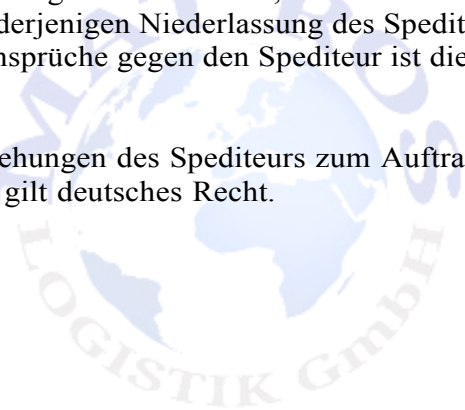 derjenigen Niederlassung des Spedit
nsprüche gegen den Spediteur ist die
ehungen des Spediteurs zum Auftra
gilt deutsches Recht.
LOGISTIK GmbH